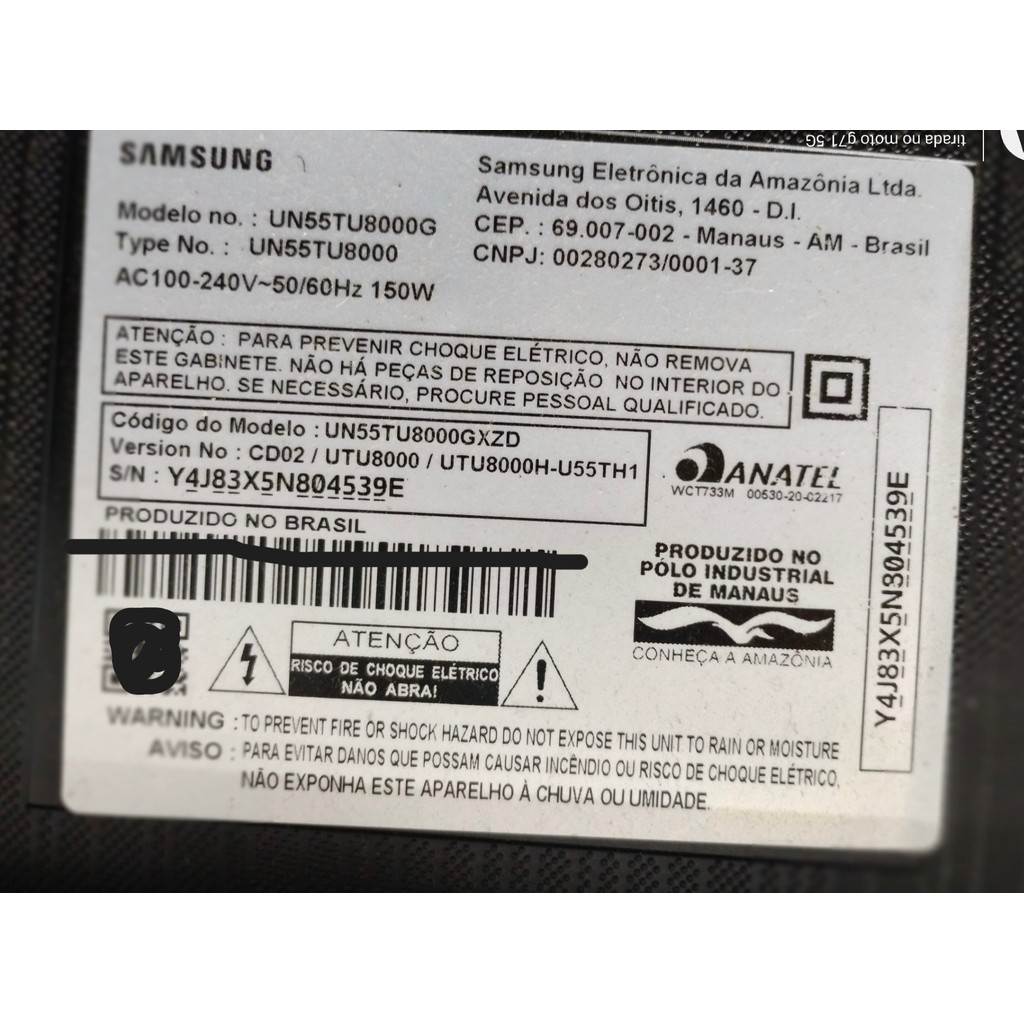 tirada no moto g71 5G
SAMSUNG
Modelo no. : UN55TU8000G
Type No. : UN55TU8000
AC100-240V~50/60Hz 150W
Samsung Eletrônica da Amazônia Ltda.
Avenida dos Oitis, 1460 - D.I.
CEP. : 69.007-002 - Manaus - AM - Brasil
CNPJ: 00280273/0001-37
ATENÇÃO : PARA PREVENIR CHOQUE ELÉTRICO, NÃO REMOVA
ESTE GABINETE. NÃO HÁ PEÇAS DE REPOSIÇÃO NO INTERIOR DO
APARELHO. SE NECESSÁRIO, PROCURE PESSOAL QUALIFICADO.
Código do Modelo : UN55TU8000GXZD
Version No : CD02 / UTU8000 / UTU8000H-U55TH1
S/N : Y4J83X5N804539E
ANATEL
WCT733M 00530-20-02217
PRODUZIDO NO BRASIL
PRODUZIDO NO
PÓLO INDUSTRIAL
DE MANAUS
CONHEÇA A AMAZÔNIA
Y4J83X5N804539E
ATENÇÃO
RISCO DE CHOQUE ELÉTRICO
NÃO ABRA!
WARNING : TO PREVENT FIRE OR SHOCK HAZARD DO NOT EXPOSE THIS UNIT TO RAIN OR MOISTURE
AVISO : PARA EVITAR DANOS QUE POSSAM CAUSAR INCÊNDIO OU RISCO DE CHOQUE ELÉTRICO,
NÃO EXPONHA ESTE APARELHO À CHUVA OU UMIDADE.